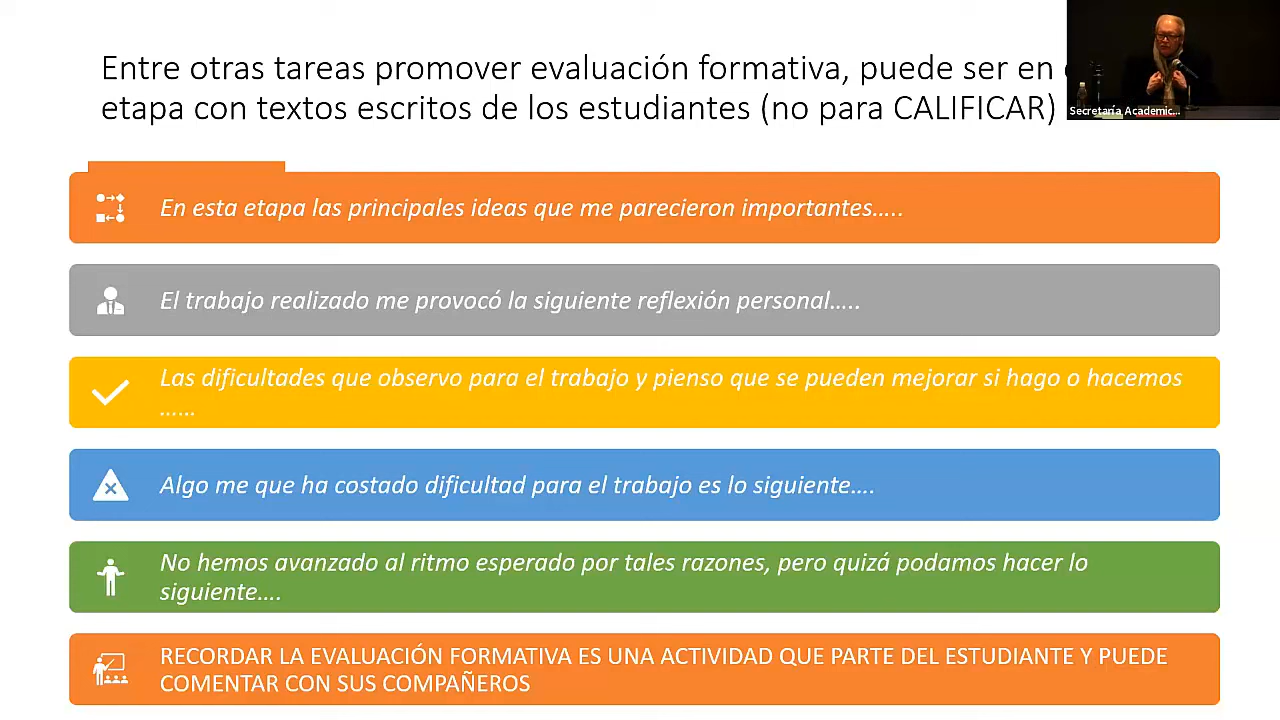 Entre otras tareas promover evaluación formativa, puede ser en
etapa con textos escritos de los estudiantes (no para CALIFICAR)
Secretaría Academic...
En esta etapa las principales ideas que me parecieron importantes…..
El trabajo realizado me provocó la siguiente reflexión personal…..
Las dificultades que observo para el trabajo y pienso que se pueden mejorar si hago o hacemos
……
Algo me que ha costado dificultad para el trabajo es lo siguiente….
No hemos avanzado al ritmo esperado por tales razones, pero quizá podamos hacer lo
siguiente….
RECORDAR LA EVALUACIÓN FORMATIVA ES UNA ACTIVIDAD QUE PARTE DEL ESTUDIANTE Y PUEDE
COMENTAR CON SUS COMPAÑEROS